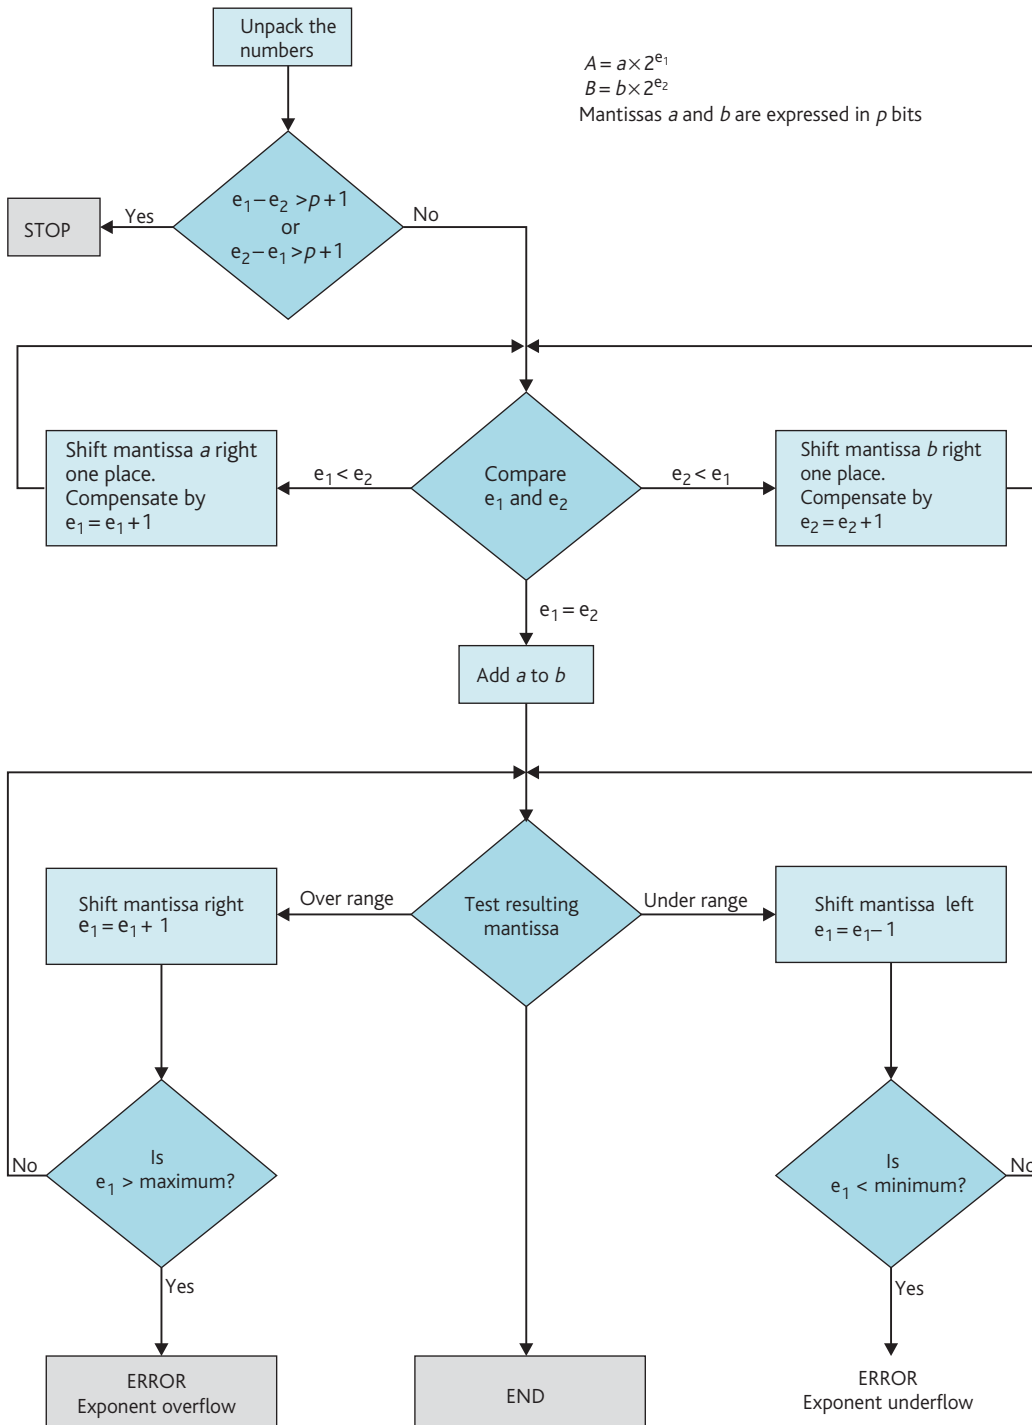 Unpack the
numbers
A = a × 2^e₁
B = b × 2^e₂
Mantissas a and b are expressed in p bits
e₁ – e₂ > p + 1
or
e₂ – e₁ > p + 1
Yes
No
STOP
Shift mantissa a right
one place.
Compensate by
e₁ = e₁ + 1
e₁ < e₂
Compare
e₁ and e₂
e₂ < e₁
Shift mantissa b right
one place.
Compensate by
e₂ = e₂ + 1
e₁ = e₂
Add a to b
Shift mantissa right
e₁ = e₁ + 1
Over range
Test resulting
mantissa
Under range
Shift mantissa left
e₁ = e₁ – 1
No
Is
e₁ > maximum?
Is
e₁ < minimum?
No
Yes
Yes
ERROR
Exponent overflow
END
ERROR
Exponent underflow